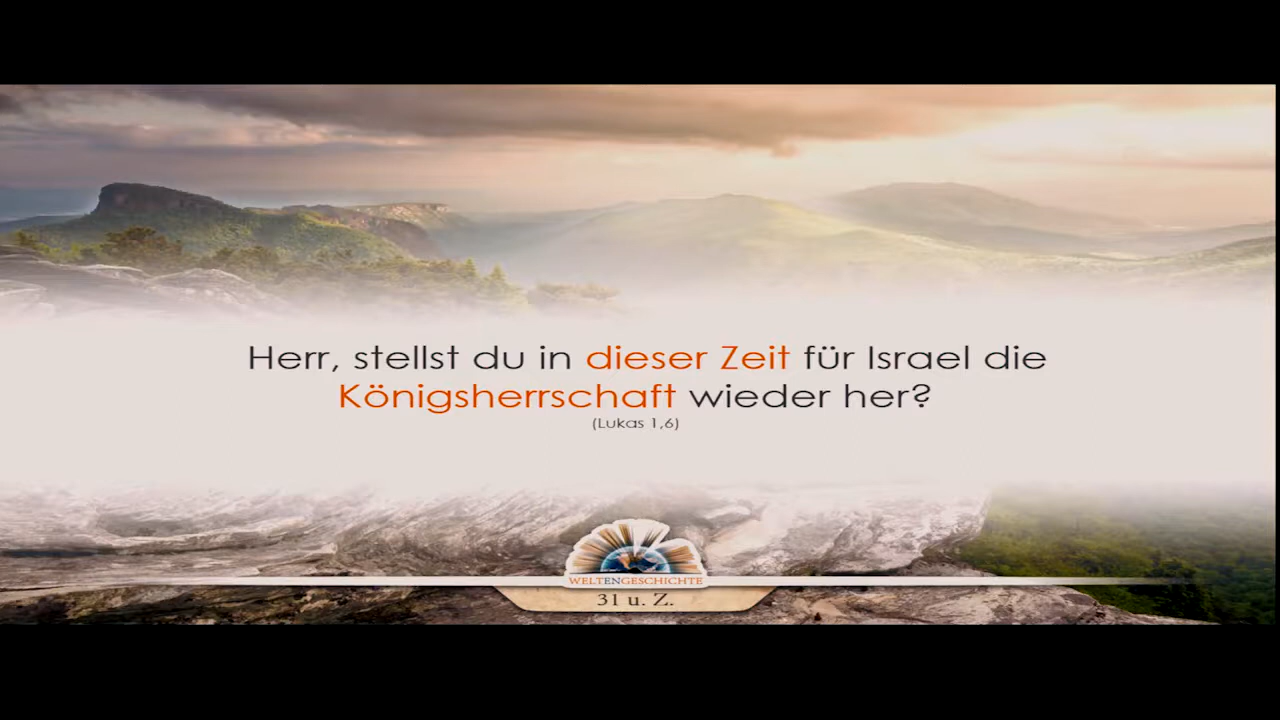 Herr, stellst du in dieser Zeit für Israel die
Königsherrschaft wieder her?
(Lukas 1,6)
WELTENGESCHICHTE
31 u. Z.